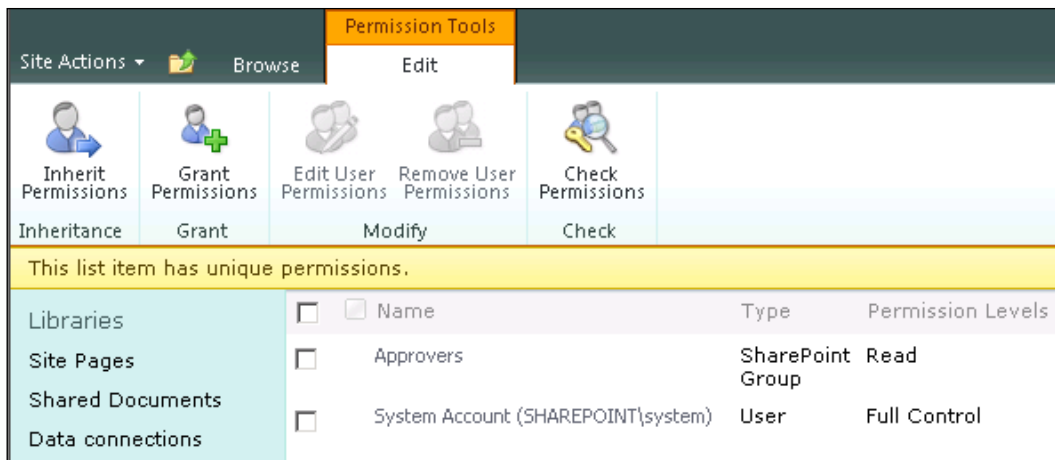 Permission Tools
Site Actions Browse Edit
Inherit Permissions
Grant Permissions
Edit User Permissions
Remove User Permissions
Check Permissions
Inheritance Grant Modify Check
This list item has unique permissions.
Libraries
Site Pages
Shared Documents
Data connections
Name Type Permission Levels
Approvers SharePoint Group Read
System Account (SHAREPOINT\system) User Full Control